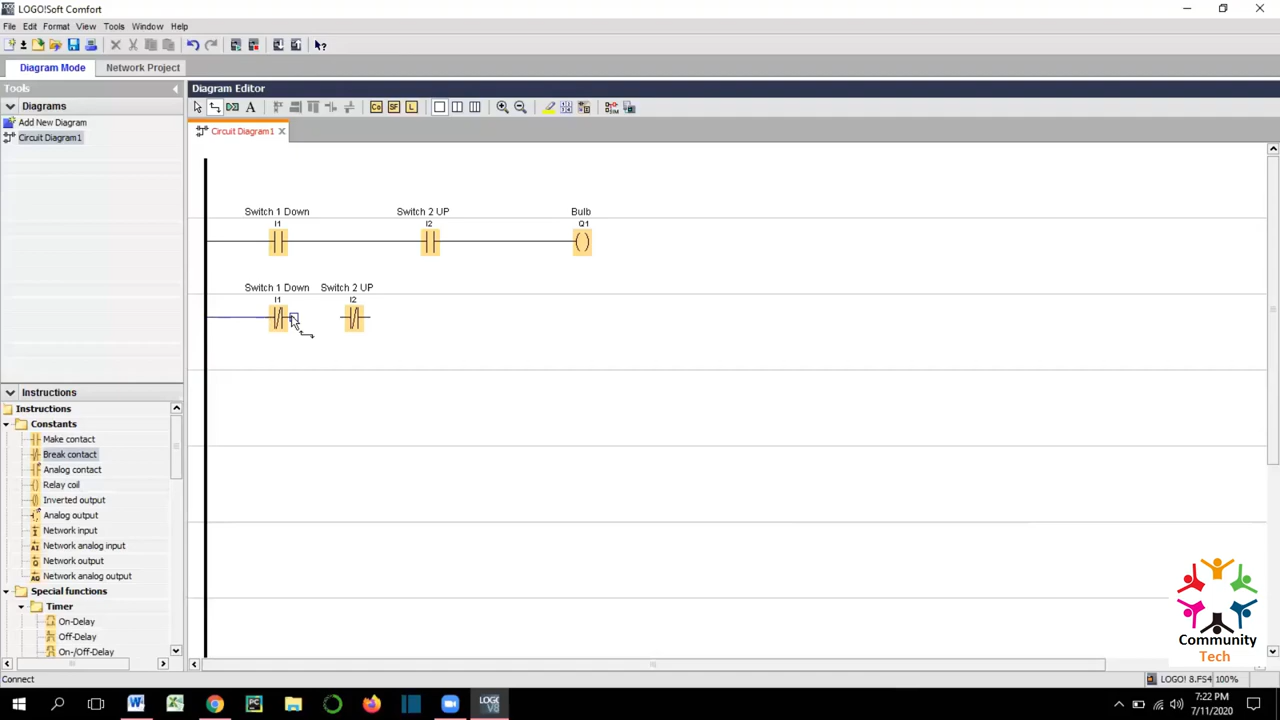 LOGO!Soft Comfort
File Edit Format View Tools Window Help
Diagram Mode Network Project
Tools
Diagram Editor
Diagrams
Add New Diagram
Circuit Diagram1
Co SF L
Circuit Diagram1
Switch 1 Down Switch 2 UP Bulb
I1 I2 Q1
Switch 1 Down Switch 2 UP
I1 I2
Instructions
Instructions
Constants
Make contact
Break contact
Analog contact
Relay coil
Inverted output
Analog output
Network input
Network analog input
Network output
Network analog output
Special functions
Timer
On-Delay
Off-Delay
On-/Off-Delay
Community
Tech
Connect
LOGO! 8.FS4 100%
7:22 PM
7/11/2020